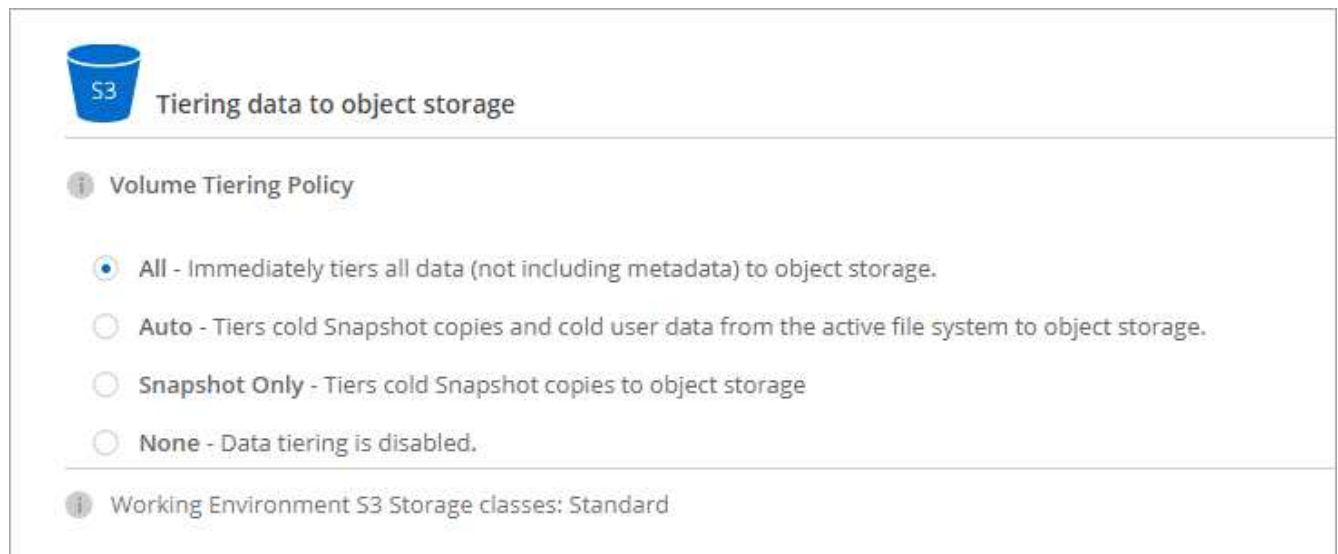 S3
Tiering data to object storage
Volume Tiering Policy
All - Immediately tiers all data (not including metadata) to object storage.
Auto - Tiers cold Snapshot copies and cold user data from the active file system to object storage.
Snapshot Only - Tiers cold Snapshot copies to object storage
None - Data tiering is disabled.
Working Environment S3 Storage classes: Standard